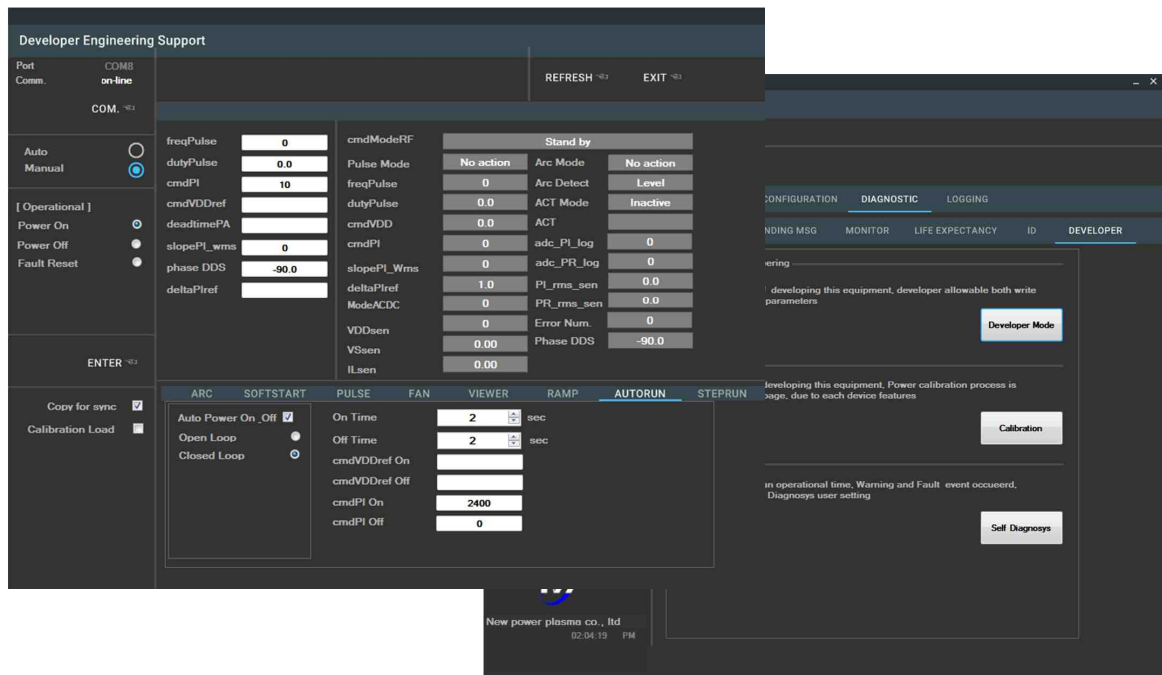 Developer Engineering Support
Port COM8
Comm. on-line
COM.
REFRESH EXIT
Auto
Manual
[ Operational ]
Power On
Power Off
Fault Reset
ENTER
Copy for sync
Calibration Load
freqPulse 0
dutyPulse 0.0
cmdPI 10
cmdVDDref
deadtimePA
slopePI_wms 0
phase DDS -90.0
deltaPIref
cmdModeRF Stand by
Pulse Mode No action Arc Mode No action
freqPulse 0 Arc Detect Level
dutyPulse 0.0 ACT Mode Inactive
cmdVDD 0.0 ACT
cmdPI 0 adc_PI_log 0
slopePI_Wms 0 adc_PR_log 0
deltaPIref 1.0 PI_rms_sen 0.0
ModeACDC 0 PR_rms_sen 0.0
VDDsen 0 Error Num. 0
VSsen 0.00 Phase DDS -90.0
ILsen 0.00
ARC SOFTSTART PULSE FAN VIEWER RAMP AUTORUN STEPRUN
Auto Power On_Off
Open Loop
Closed Loop
On Time 2 sec
Off Time 2 sec
cmdVDDref On
cmdVDDref Off
cmdPI On 2400
cmdPI Off 0
CONFIGURATION DIAGNOSTIC LOGGING
NDING MSG MONITOR LIFE EXPECTANCY ID DEVELOPER
ering
developing this equipment, developer allowable both write
parameters
Developer Mode
developing this equipment, Power calibration process is
page, due to each device features
Calibration
operational time, Warning and Fault event occueerd,
Diagnosys user setting
Self Diagnosys
New power plasma co., ltd
02:04:19 PM